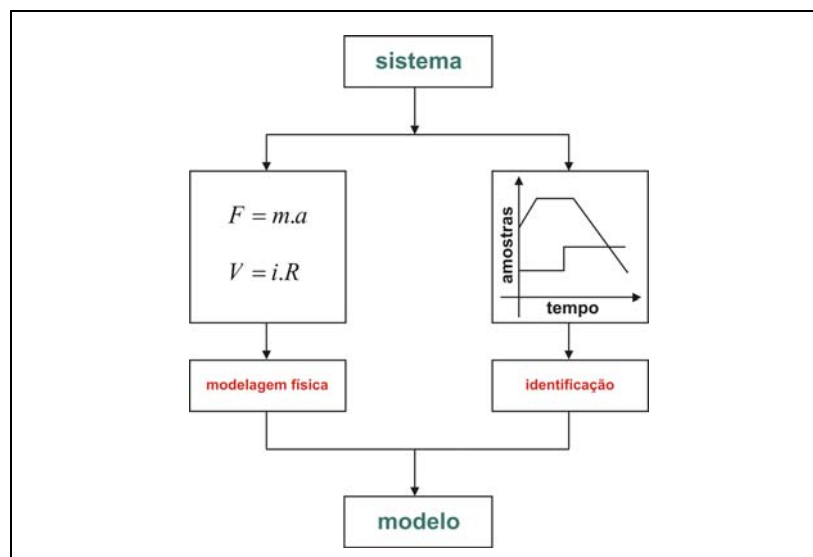 sistema
F = m.a
V = i.R
amostras
tempo
modelagem física
identificação
modelo